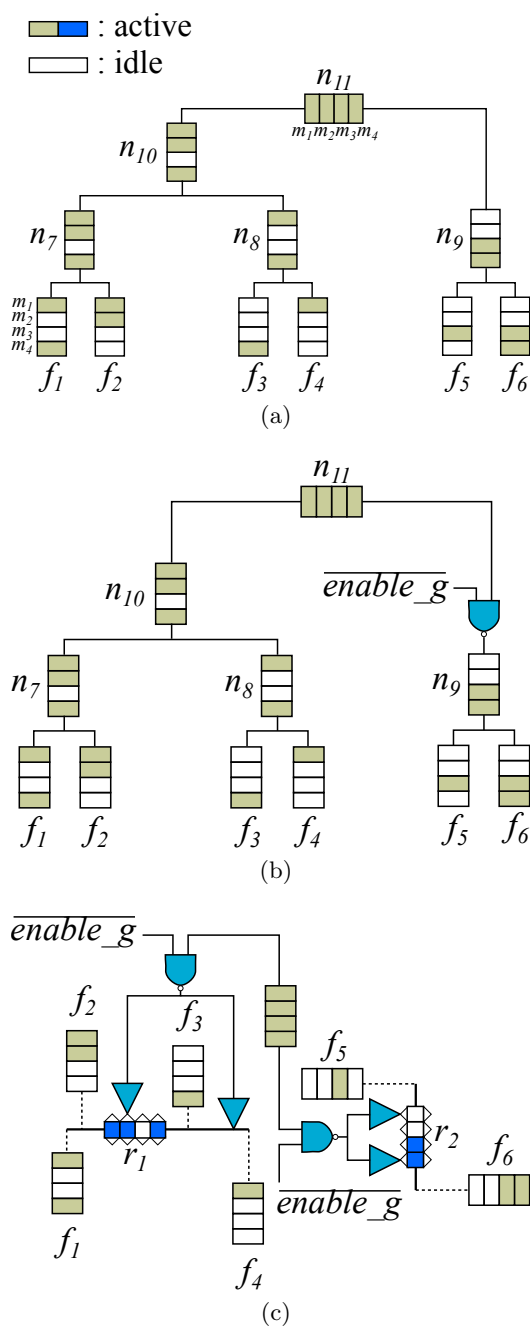 : active
: idle
n11
m1m2m3m4
n10
n7
n8
n9
m1
m2
m3
m4
f1 f2 f3 f4 f5 f6
(a)
n11
enable_g
n10
n7
n8
n9
f1 f2 f3 f4 f5 f6
(b)
enable_g
f2
f3
f5
r1
r2
f6
f1
enable_g
f4
(c)